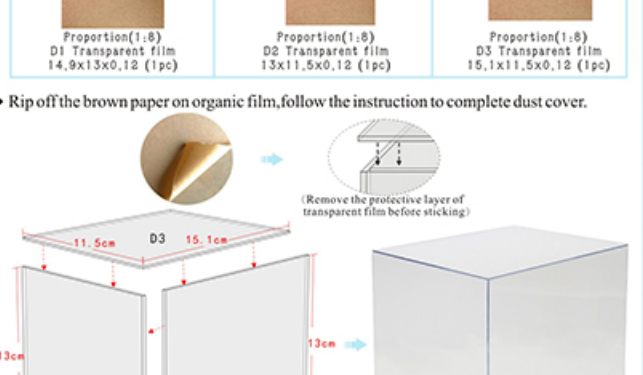 Proportion(1:8)
D1 Transparent film
14,9x13x0,12 (1pc)
Proportion(1:8)
D2 Transparent film
13x11,5x0,12 (1pc)
Proportion(1:8)
D3 Transparent film
15,1x11,5x0,12 (1pc)
Rip off the brown paper on organic film,follow the instruction to complete dust cover.
(Remove the protective layer of
transparent film before sticking)
11.5cm
D3
15.1cm
13cm
13cm